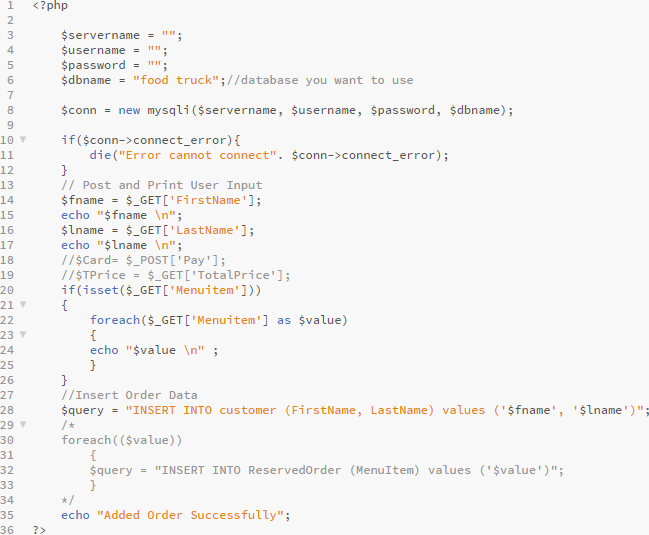 1 <?php
2
3 $servername = "";
4 $username = "";
5 $password = "";
6 $dbname = "food truck";//database you want to use
7
8 $conn = new mysqli($servername, $username, $password, $dbname);
9
10 if($conn->connect_error){
11 die("Error cannot connect". $conn->connect_error);
12 }
13 // Post and Print User Input
14 $fname = $_GET['FirstName'];
15 echo "$fname \n";
16 $lname = $_GET['LastName'];
17 echo "$lname \n";
18 //$Card= $_POST['Pay'];
19 //$TPrice = $_GET['TotalPrice'];
20 if(isset($_GET['Menuitem']))
21 {
22 foreach($_GET['Menuitem'] as $value)
23 {
24 echo "$value \n" ;
25 }
26 }
27 //Insert Order Data
28 $query = "INSERT INTO customer (FirstName, LastName) values ('$fname', '$lname')";
29 /*
30 foreach(($value))
31 {
32 $query = "INSERT INTO ReservedOrder (MenuItem) values ('$value')";
33 }
34 */
35 echo "Added Order Successfully";
36 ?>